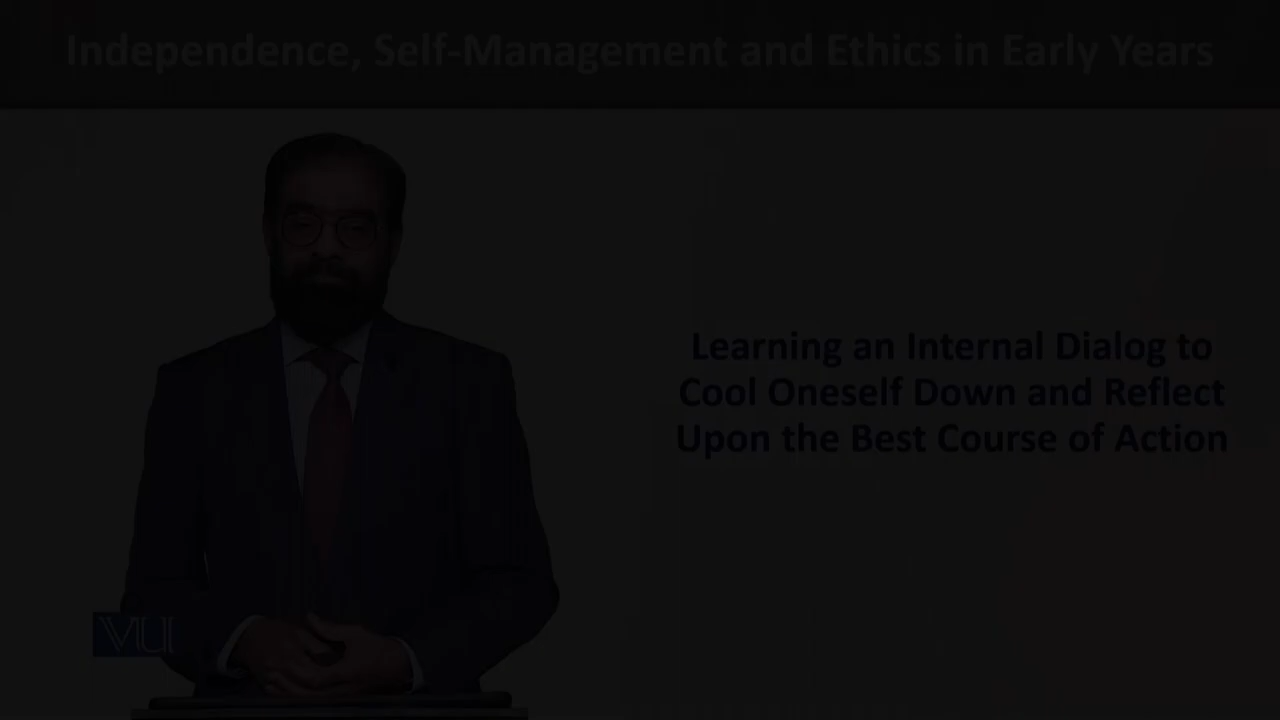 Independence, Self-Management and Ethics in Early Years
Learning an Internal Dialog to
Cool Oneself Down and Reflect
Upon the Best Course of Action
VU